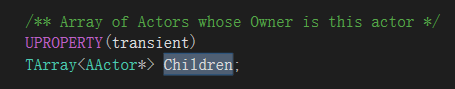 /** Array of Actors whose Owner is this actor */
UPROPERTY(transient)
TArray<AActor*> Children;